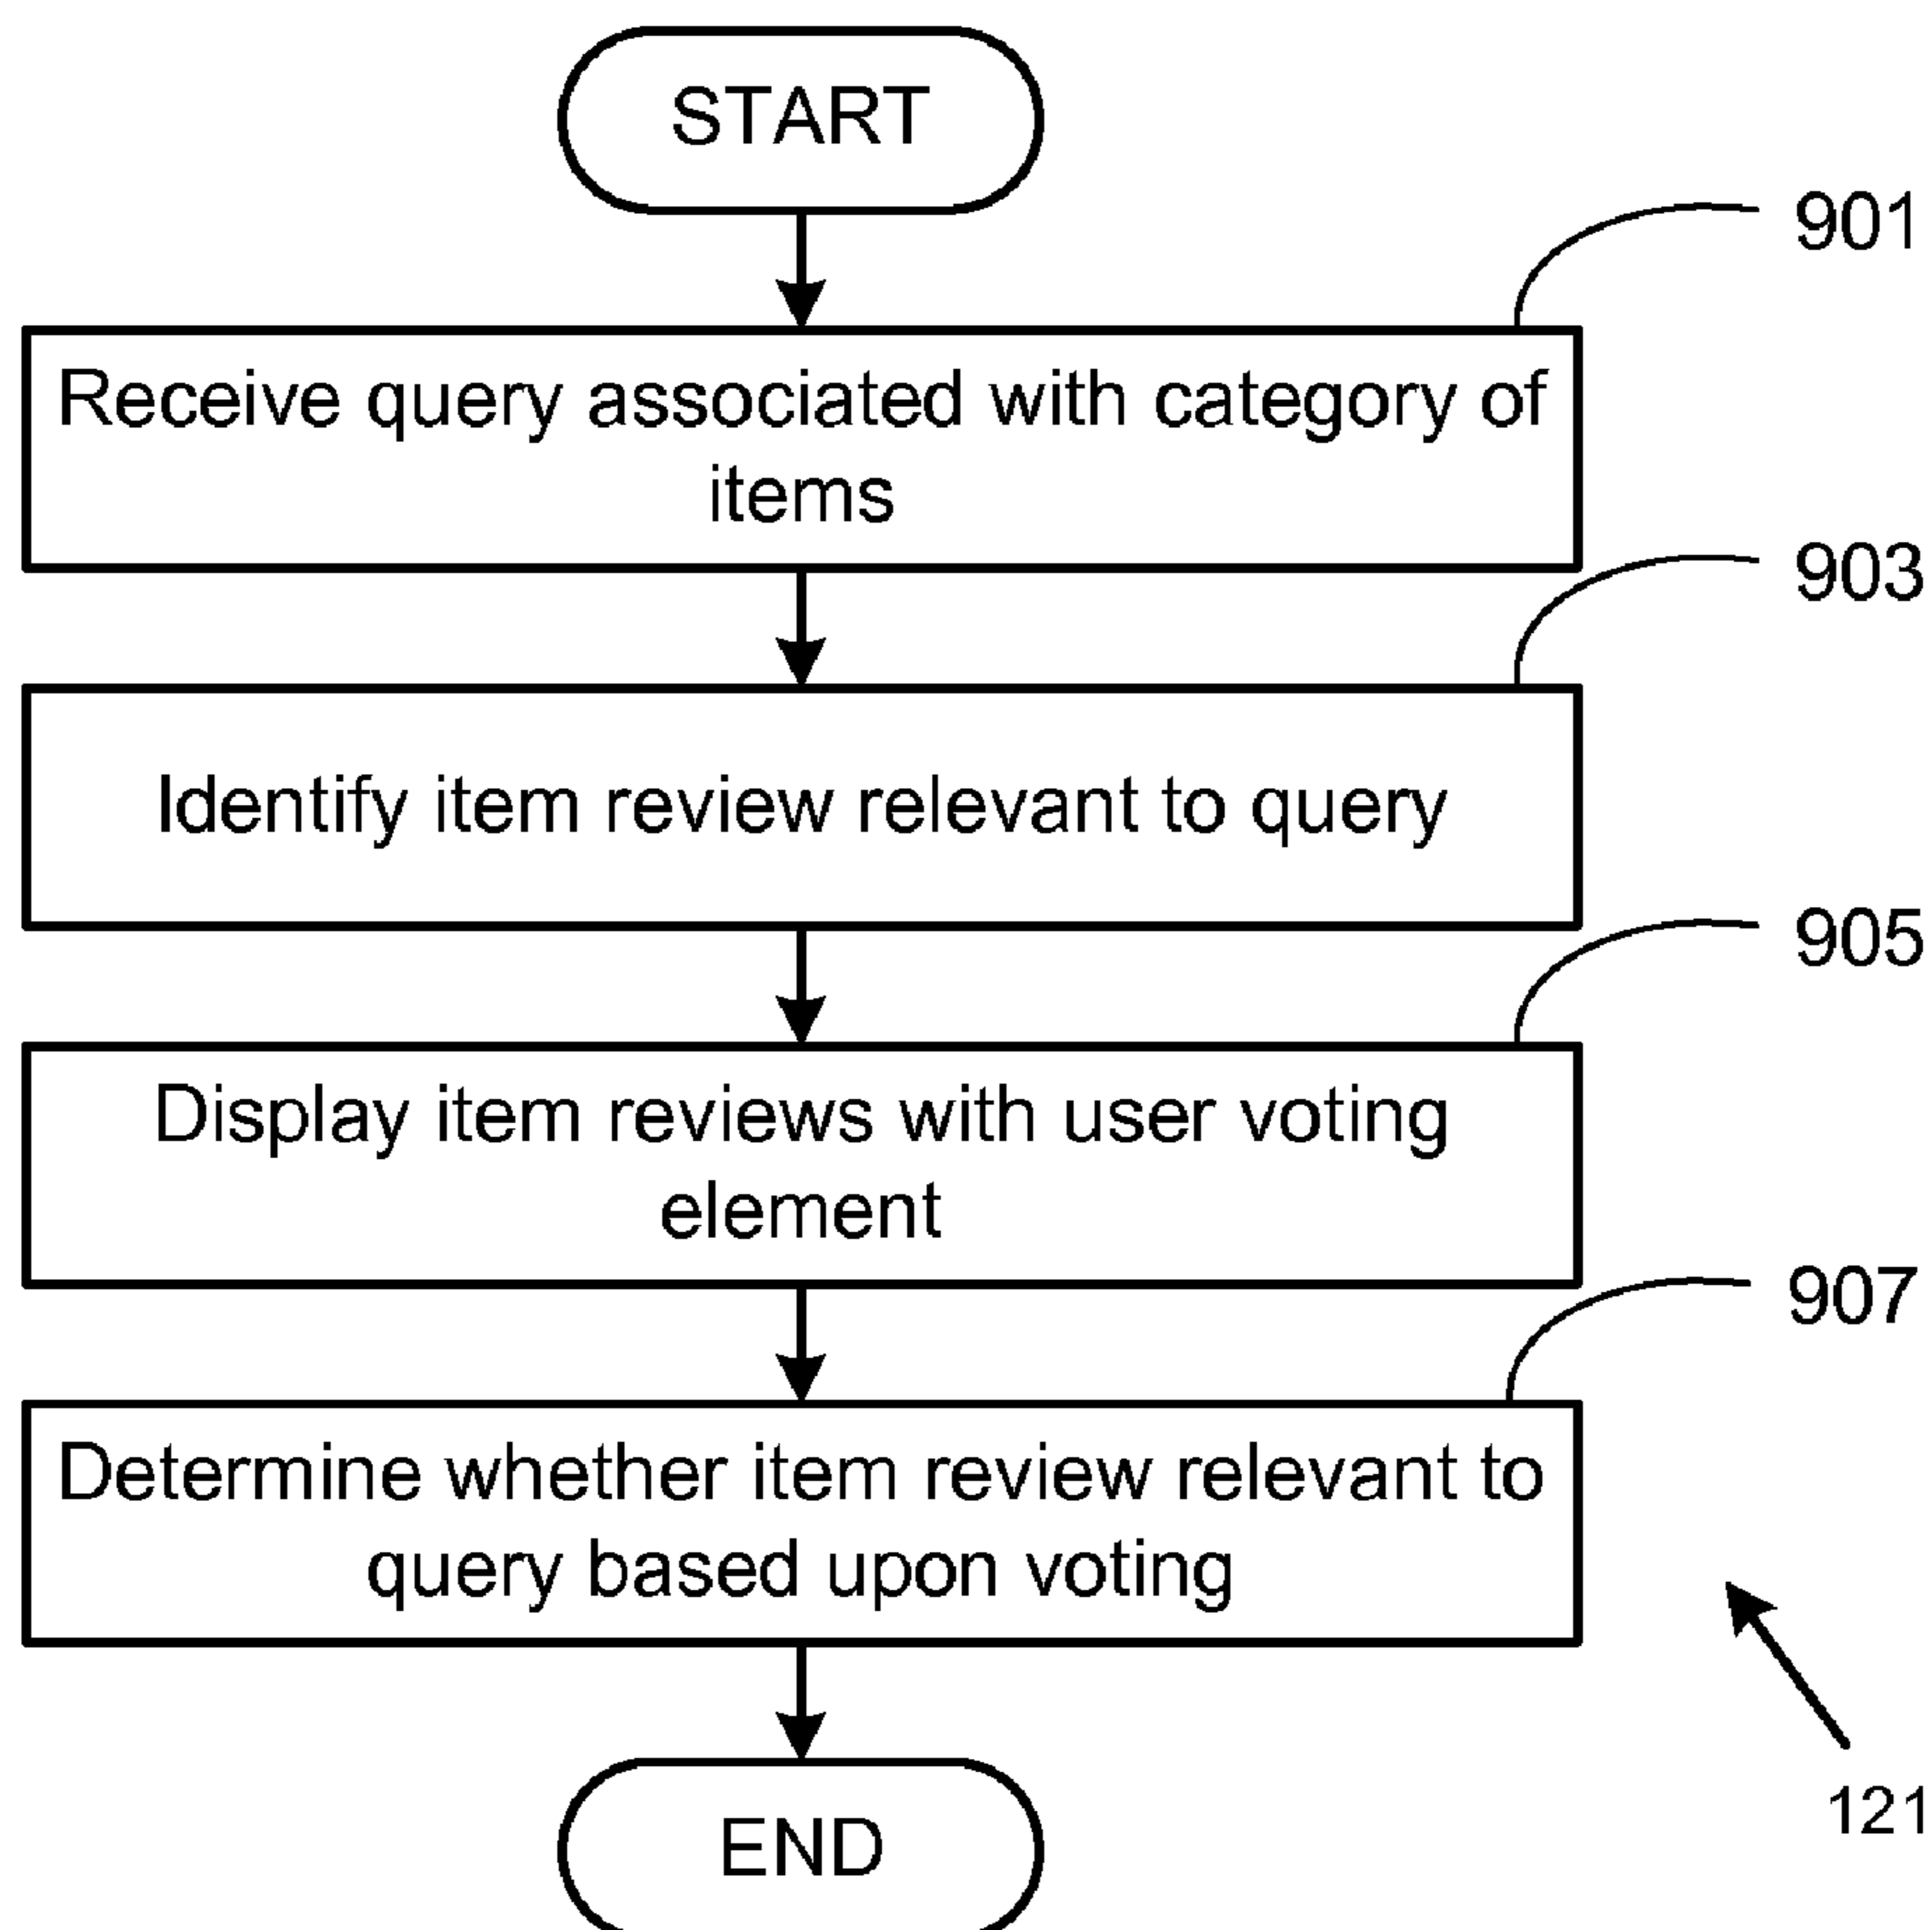 START
901
Receive query associated with category of
items
903
Identify item review relevant to query
905
Display item reviews with user voting
element
907
Determine whether item review relevant to
query based upon voting
121
END